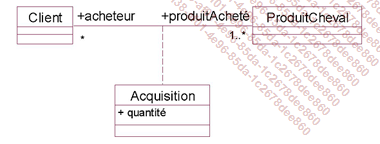 Client
+acheteur
+produitAcheté
ProduitCheval
*
1..*
Acquisition
+ quantité